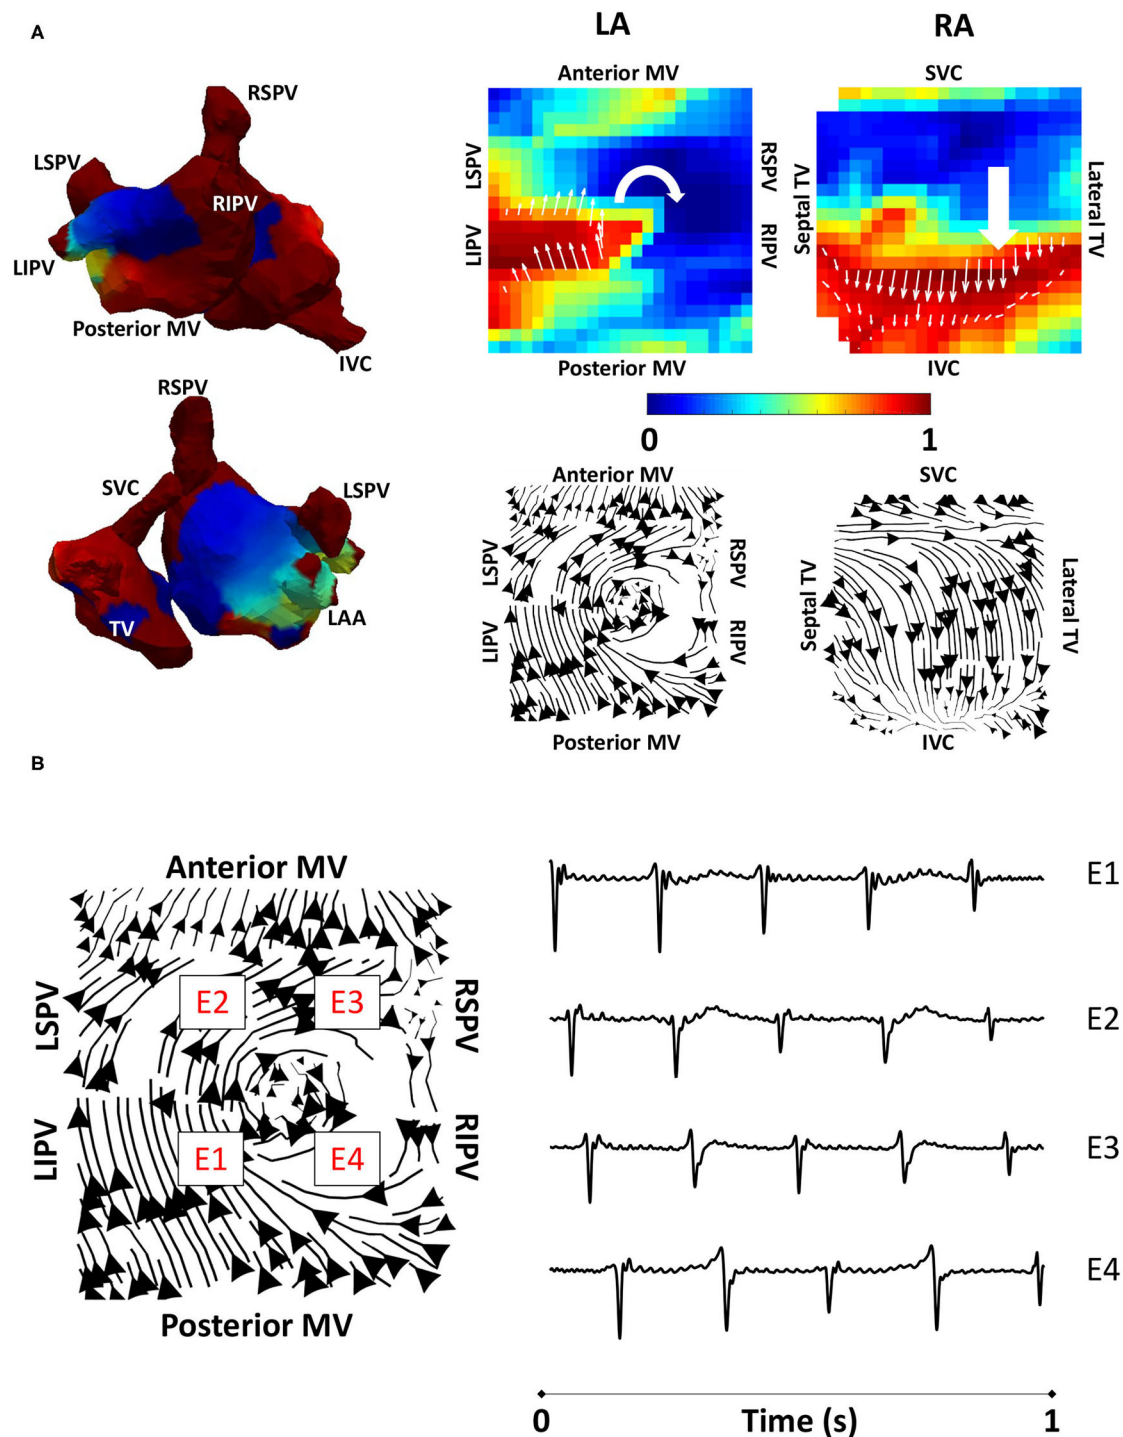 A
LA
RA
RSPV
LSPV
RIPV
LIPV
Posterior MV
IVC
Anterior MV
LSPV
LIPV
RSPV
RIPV
Posterior MV
SVC
Septal TV
Lateral TV
IVC
0
1
RSPV
SVC
LSPV
TV
LAA
Anterior MV
LSPV
LIPV
RSPV
RIPV
Posterior MV
SVC
Septal TV
Lateral TV
IVC
B
Anterior MV
LSPV
LIPV
E2
E3
E1
E4
RSPV
RIPV
Posterior MV
E1
E2
E3
E4
0
Time (s)
1